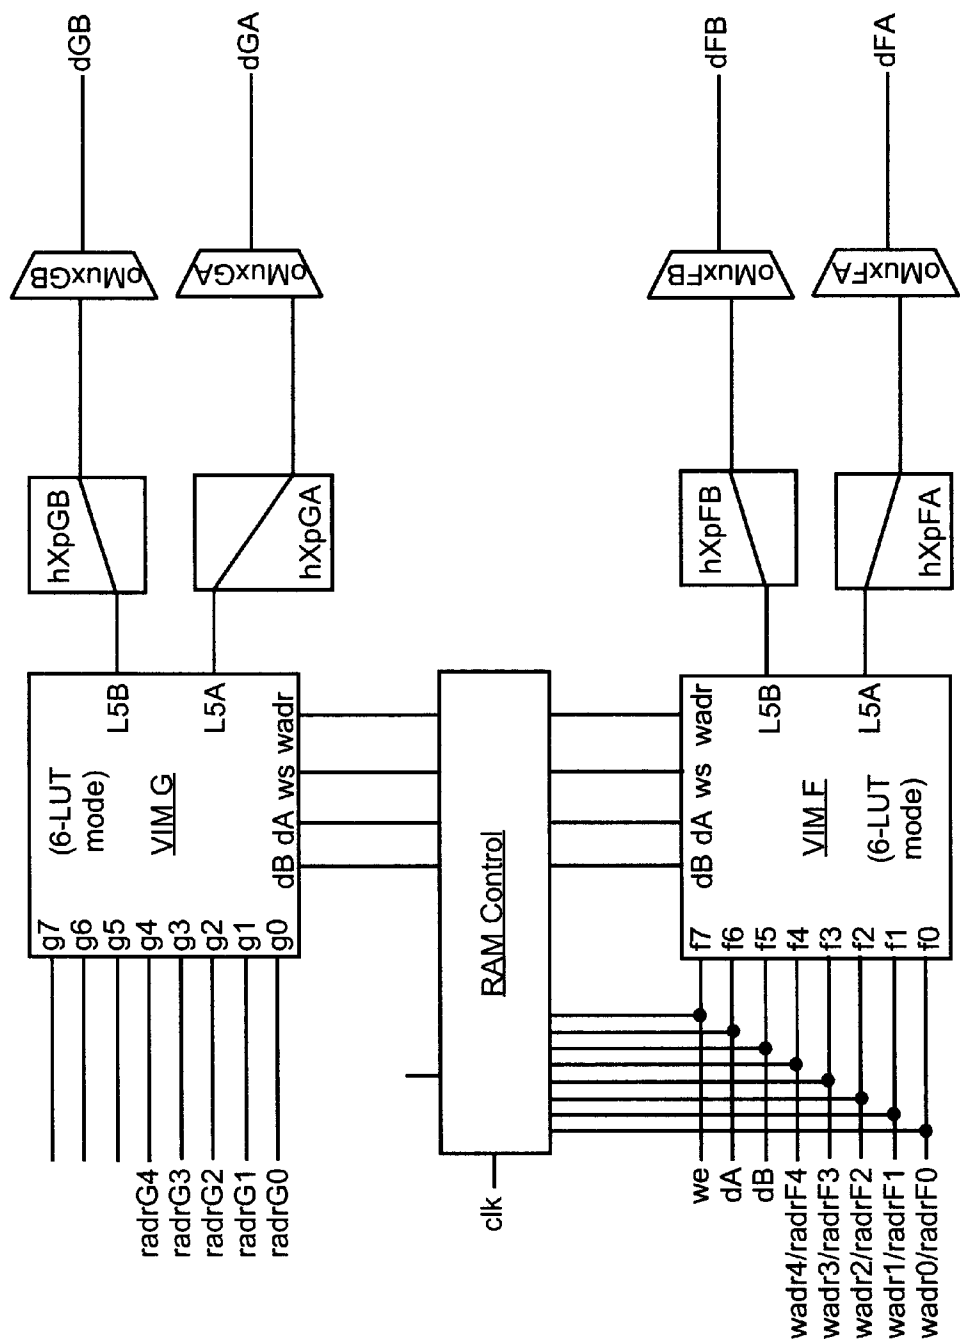 dGB
dGA
dFB
dFA
oMuxGB
oMuxGA
oMuxFB
oMuxFA
hXpGB
hXpGA
hXpFB
hXpFA
g7
g6
g5
g4
g3
g2
g1
g0
(6-LUT
mode)
VIM G
L5B
L5A
dB dA ws wadr
radrG4
radrG3
radrG2
radrG1
radrG0
RAM Control
clk
dB dA ws wadr
f7
f6
f5
f4
f3
f2
f1
f0
L5B
L5A
VIM F
(6-LUT
mode)
we
dA
dB
wadr4/radrF4
wadr3/radrF3
wadr2/radrF2
wadr1/radrF1
wadr0/radrF0